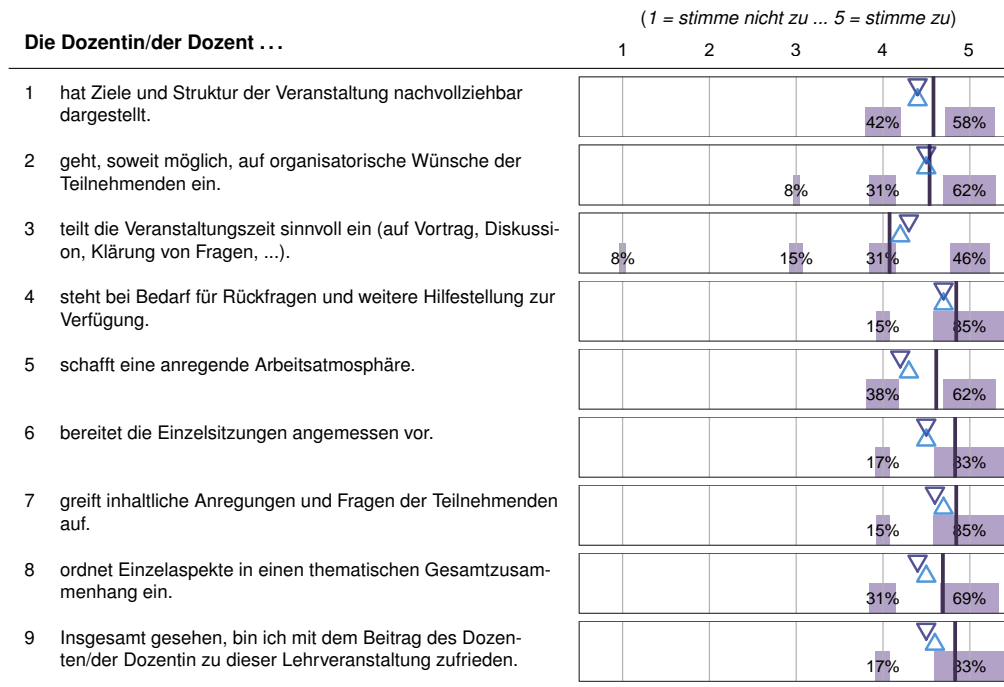 (1 = stimme nicht zu ... 5 = stimme zu)
Die Dozentin/der Dozent ...
1 2 3 4 5
1 hat Ziele und Struktur der Veranstaltung nachvollziehbar
dargestellt.
42% 58%
2 geht, soweit möglich, auf organisatorische Wünsche der
Teilnehmenden ein.
8% 31% 62%
3 teilt die Veranstaltungszeit sinnvoll ein (auf Vortrag, Diskussi-
on, Klärung von Fragen, ...).
8% 15% 31% 46%
4 steht bei Bedarf für Rückfragen und weitere Hilfestellung zur
Verfügung.
15% 85%
5 schafft eine anregende Arbeitsatmosphäre.
38% 62%
6 bereitet die Einzelsitzungen angemessen vor.
17% 83%
7 greift inhaltliche Anregungen und Fragen der Teilnehmenden
auf.
15% 85%
8 ordnet Einzelaspekte in einen thematischen Gesamtzusam-
menhang ein.
31% 69%
9 Insgesamt gesehen, bin ich mit dem Beitrag des Dozen-
ten/der Dozentin zu dieser Lehrveranstaltung zufrieden.
17% 83%